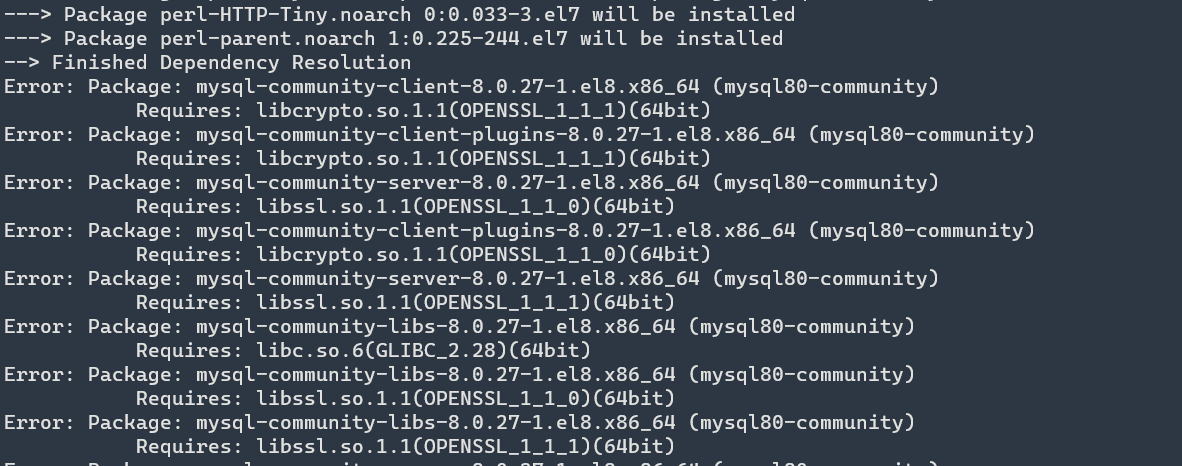 ---> Package perl-HTTP-Tiny.noarch 0:0.033-3.el7 will be installed
---> Package perl-parent.noarch 1:0.225-244.el7 will be installed
--> Finished Dependency Resolution
Error: Package: mysql-community-client-8.0.27-1.el8.x86_64 (mysql80-community)
           Requires: libcrypto.so.1.1(OPENSSL_1_1_1)(64bit)
Error: Package: mysql-community-client-plugins-8.0.27-1.el8.x86_64 (mysql80-community)
           Requires: libcrypto.so.1.1(OPENSSL_1_1_1)(64bit)
Error: Package: mysql-community-server-8.0.27-1.el8.x86_64 (mysql80-community)
           Requires: libssl.so.1.1(OPENSSL_1_1_0)(64bit)
Error: Package: mysql-community-client-plugins-8.0.27-1.el8.x86_64 (mysql80-community)
           Requires: libcrypto.so.1.1(OPENSSL_1_1_0)(64bit)
Error: Package: mysql-community-server-8.0.27-1.el8.x86_64 (mysql80-community)
           Requires: libssl.so.1.1(OPENSSL_1_1_1)(64bit)
Error: Package: mysql-community-libs-8.0.27-1.el8.x86_64 (mysql80-community)
           Requires: libc.so.6(GLIBC_2.28)(64bit)
Error: Package: mysql-community-libs-8.0.27-1.el8.x86_64 (mysql80-community)
           Requires: libssl.so.1.1(OPENSSL_1_1_0)(64bit)
Error: Package: mysql-community-libs-8.0.27-1.el8.x86_64 (mysql80-community)
           Requires: libssl.so.1.1(OPENSSL_1_1_1)(64bit)